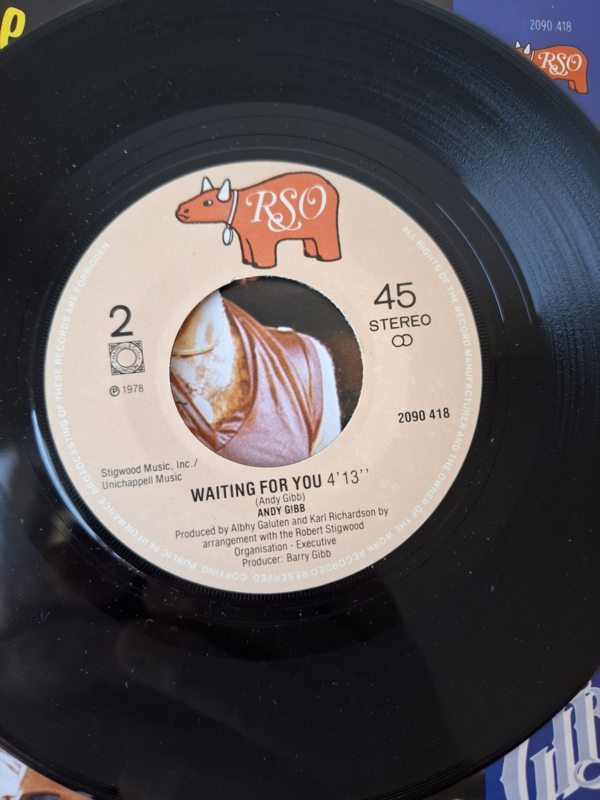 P
2090 418
RSO
RSO
ALL RIGHTS OF THE RECORD MANUFACTURER AND THE OWNER OF THE WORK RECORDED RESERVED COPYING, PUBLIC PERFORMANCE BROADCASTING OF THESE RECORDS ARE FORBIDDEN
2
45
STEREO
℗ 1978
2090 418
Stigwood Music, Inc./
Unichappell Music
WAITING FOR YOU 4'13''
(Andy Gibb)
ANDY GIBB
Produced by Albhy Galuten and Karl Richardson by
arrangement with the Robert Stigwood
Organisation - Executive
Producer: Barry Gibb